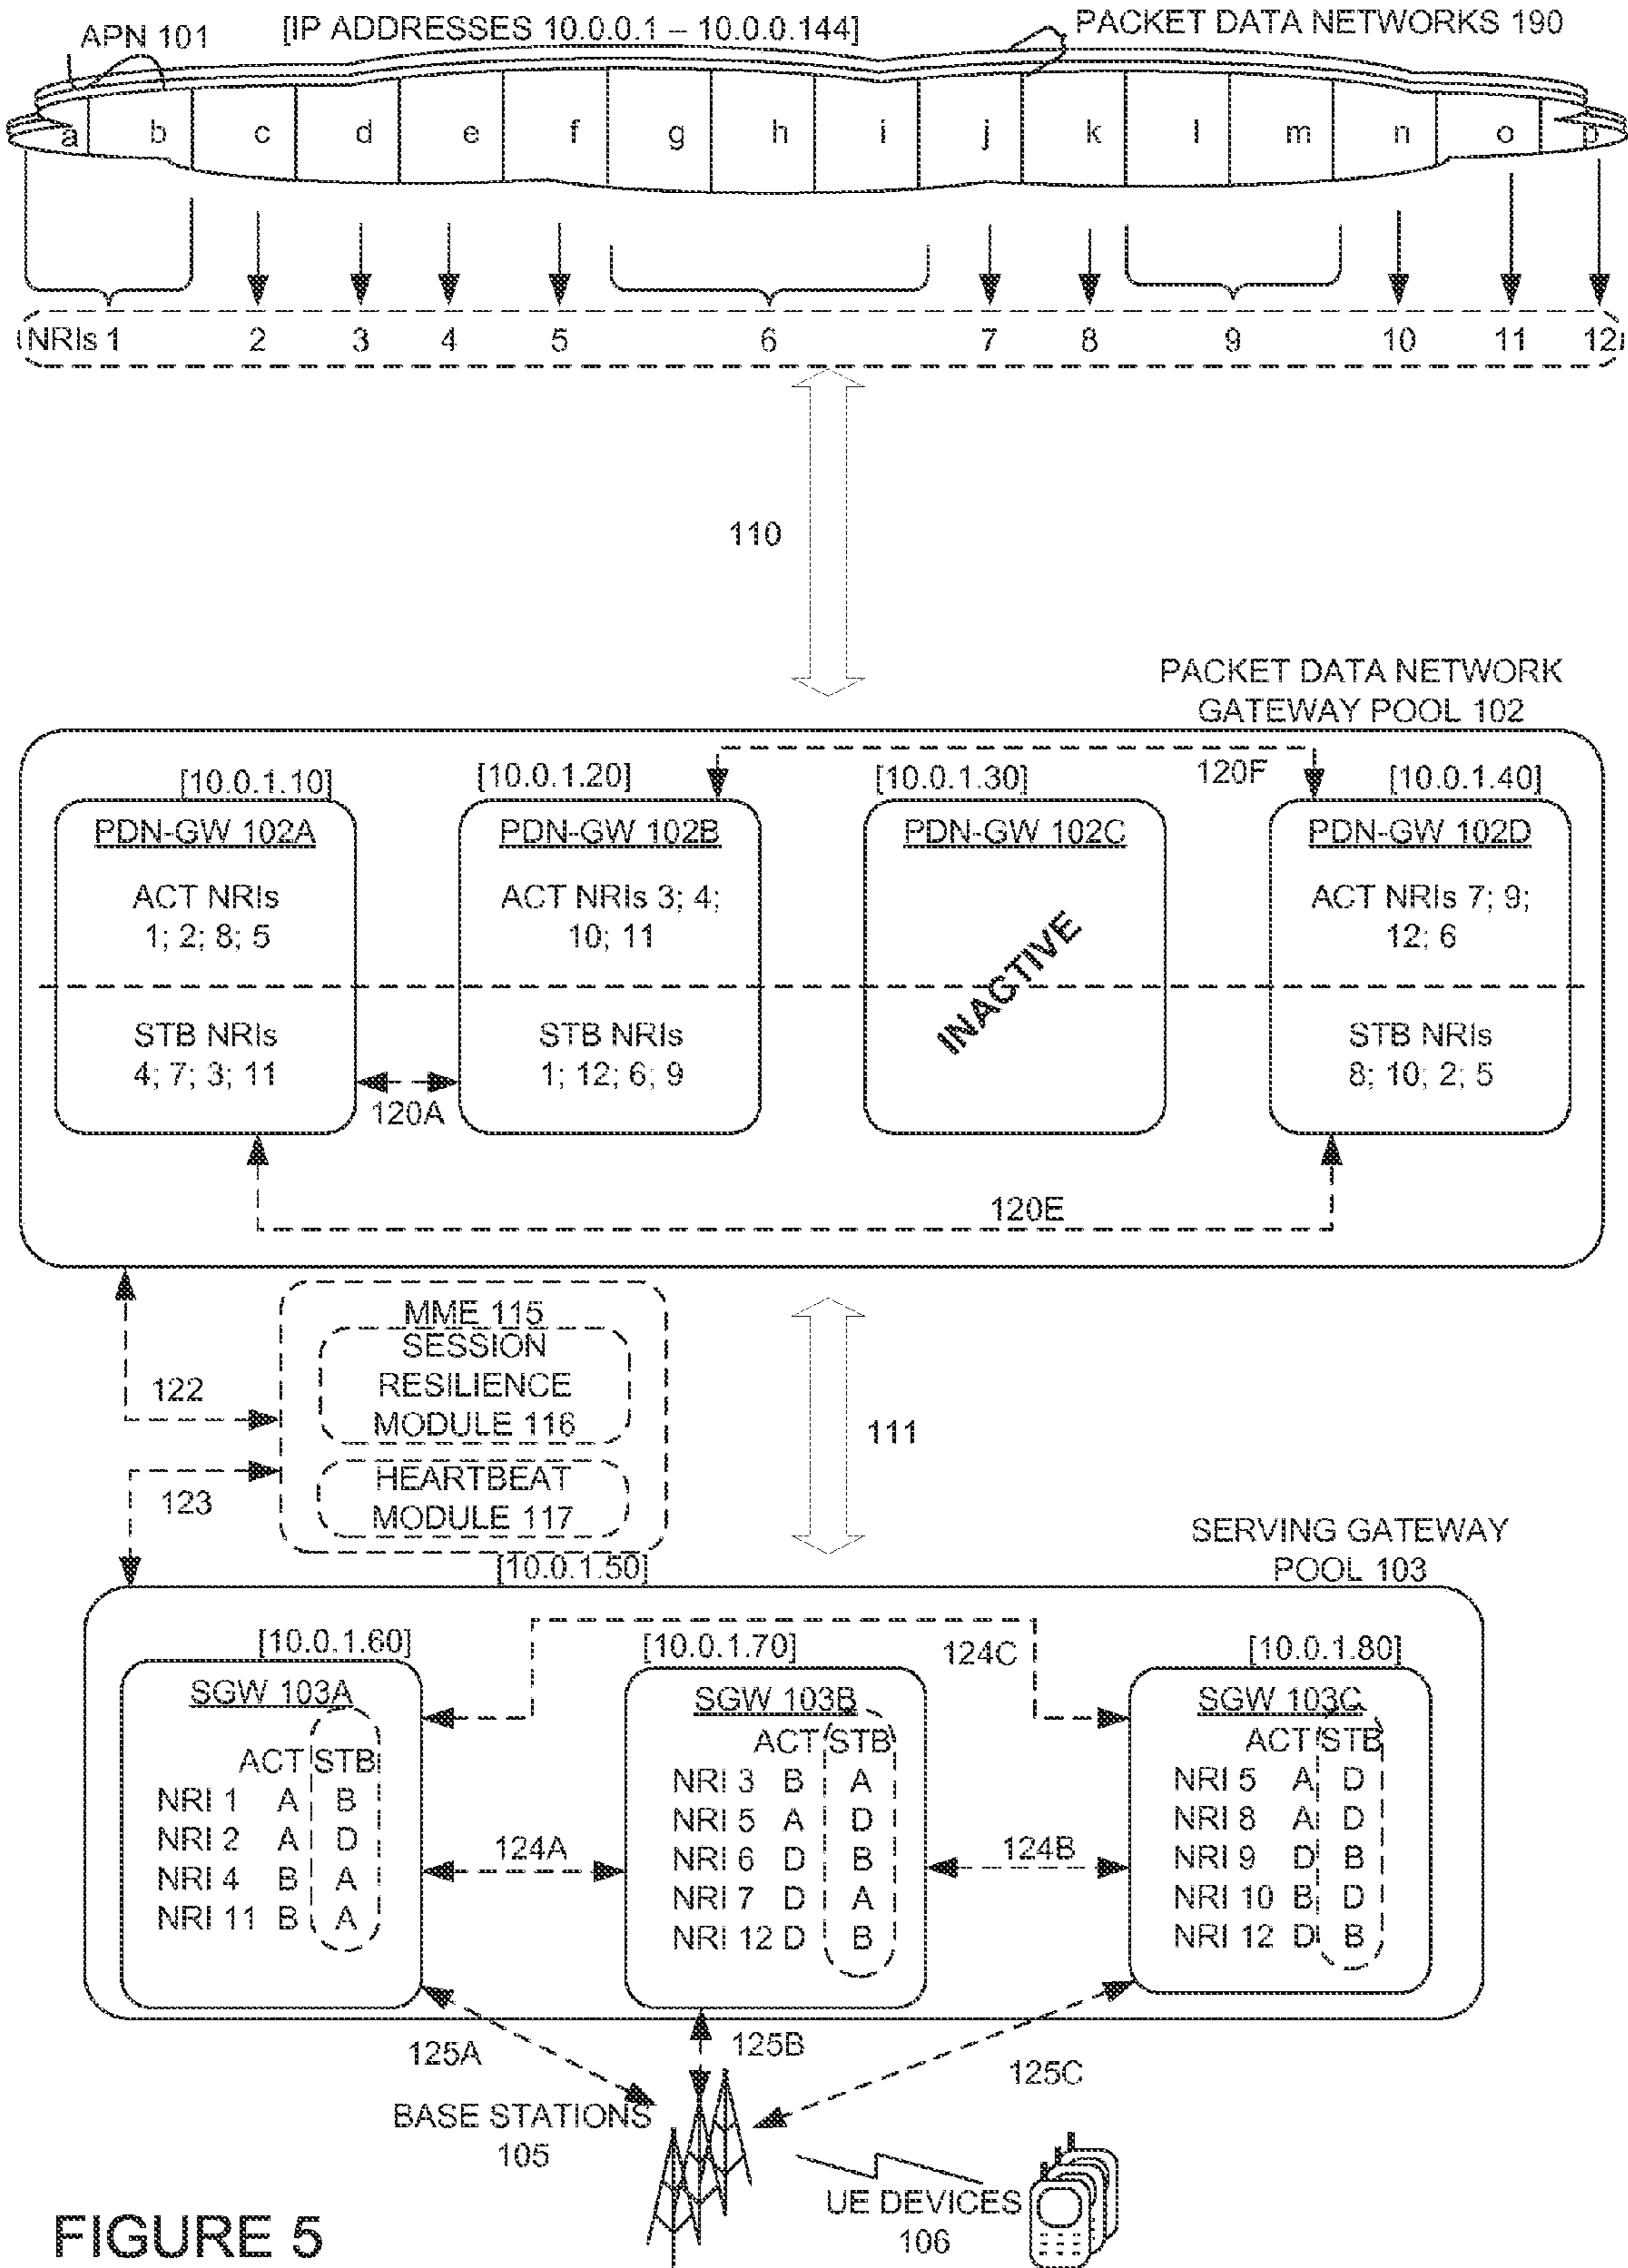 APN 101
[IP ADDRESSES 10.0.0.1 – 10.0.0.144]
PACKET DATA NETWORKS 190
a b c d e f g h i j k l m n o p
NRIs 1 2 3 4 5 6 7 8 9 10 11 12
110
PACKET DATA NETWORK
GATEWAY POOL 102
120F
[10.0.1.10]
PDN-GW 102A
ACT NRIs
1; 2; 8; 5
STB NRIs
4; 7; 3; 11
[10.0.1.20]
PDN-GW 102B
ACT NRIs 3; 4;
10; 11
STB NRIs
1; 12; 6; 9
[10.0.1.30]
PDN-GW 102C
INACTIVE
[10.0.1.40]
PDN-GW 102D
ACT NRIs 7; 9;
12; 6
STB NRIs
8; 10; 2; 5
120A
120E
MME 115
SESSION
RESILIENCE
MODULE 116
HEARTBEAT
MODULE 117
[10.0.1.50]
122
123
111
SERVING GATEWAY
POOL 103
[10.0.1.60]
SGW 103A
ACT STB
NRI 1 A B
NRI 2 A D
NRI 4 B A
NRI 11 B A
124A
[10.0.1.70]
SGW 103B
ACT STB
NRI 3 B A
NRI 5 A D
NRI 6 D B
NRI 7 D A
NRI 12 D B
124B
124C
[10.0.1.80]
SGW 103C
ACT STB
NRI 5 A D
NRI 8 A D
NRI 9 D B
NRI 10 B D
NRI 12 D B
125A
125B
125C
BASE STATIONS
105
UE DEVICES
106
FIGURE 5